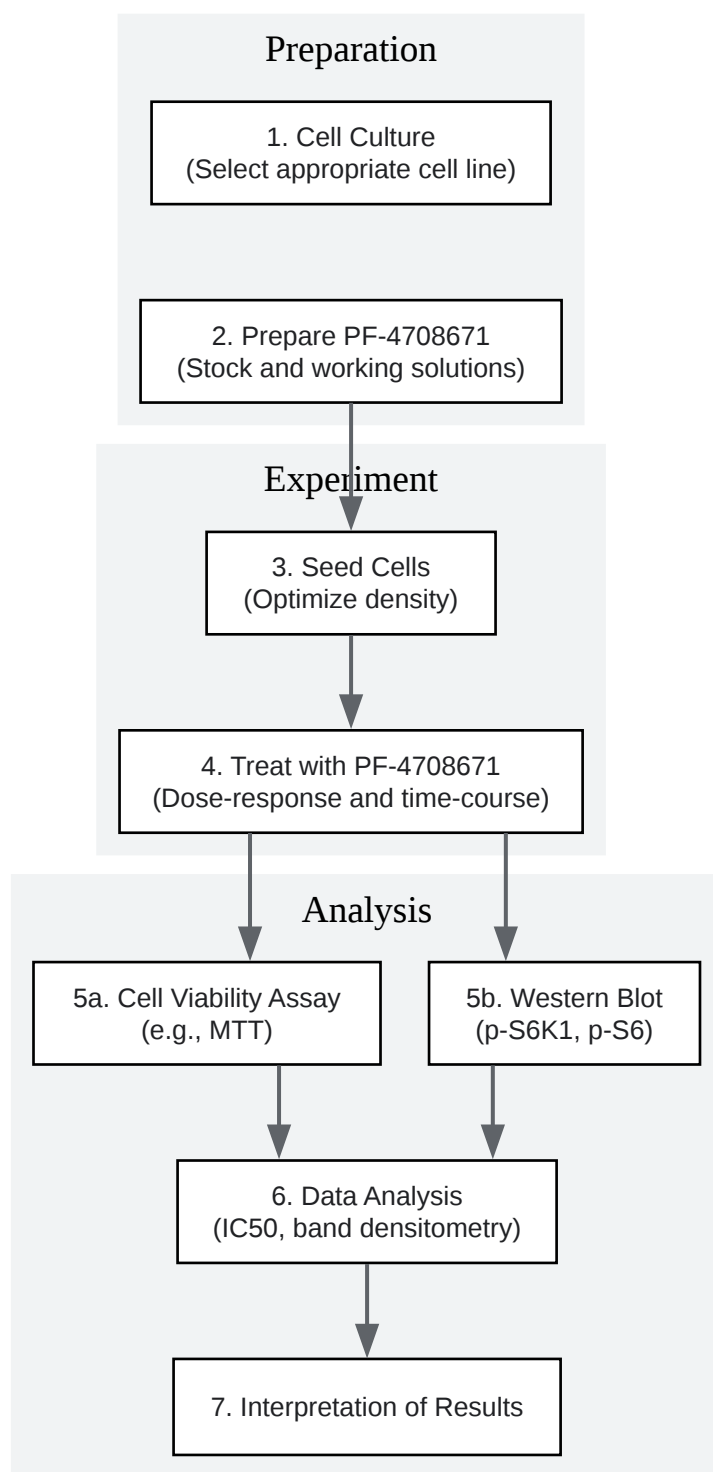 Preparation
1. Cell Culture
(Select appropriate cell line)
2. Prepare PF-4708671
(Stock and working solutions)
Experiment
3. Seed Cells
(Optimize density)
4. Treat with PF-4708671
(Dose-response and time-course)
Analysis
5a. Cell Viability Assay
(e.g., MTT)
5b. Western Blot
(p-S6K1, p-S6)
6. Data Analysis
(IC50, band densitometry)
7. Interpretation of Results